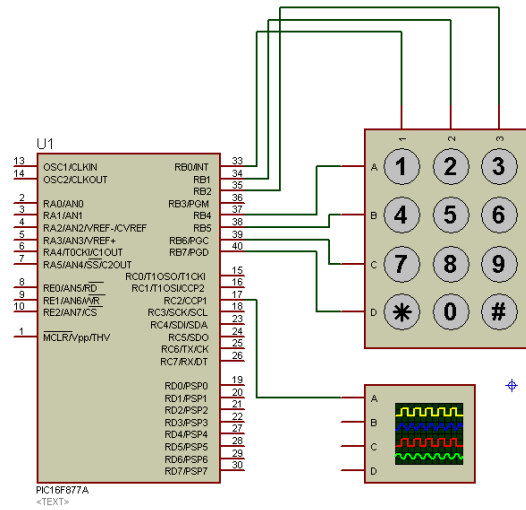 U1
13 OSC1/CLKIN RB0/INT 33
14 OSC2/CLKOUT RB1 34
RB2 35
2 RA0/AN0 RB3/PGM 36
3 RA1/AN1 RB4 37
4 RA2/AN2/VREF-/CVREF RB5 38
5 RA3/AN3/VREF+ RB6/PGC 39
6 RA4/T0CKI/C1OUT RB7/PGD 40
7 RA5/AN4/SS/C2OUT
RC0/T1OSO/T1CKI 15
8 RE0/AN5/RD RC1/T1OSI/CCP2 16
9 RE1/AN6/WR RC2/CCP1 17
10 RE2/AN7/CS RC3/SCK/SCL 18
RC4/SDI/SDA 23
1 MCLR/Vpp/THV RC5/SDO 24
RC6/TX/CK 25
RC7/RX/DT 26
RD0/PSP0 19
RD1/PSP1 20
RD2/PSP2 21
RD3/PSP3 22
RD4/PSP4 27
RD5/PSP5 28
RD6/PSP6 29
RD7/PSP7 30
PIC16F877A
<TEXT>
1 2 3
A 1 2 3
B 4 5 6
C 7 8 9
D * 0 #
A
B
C
D